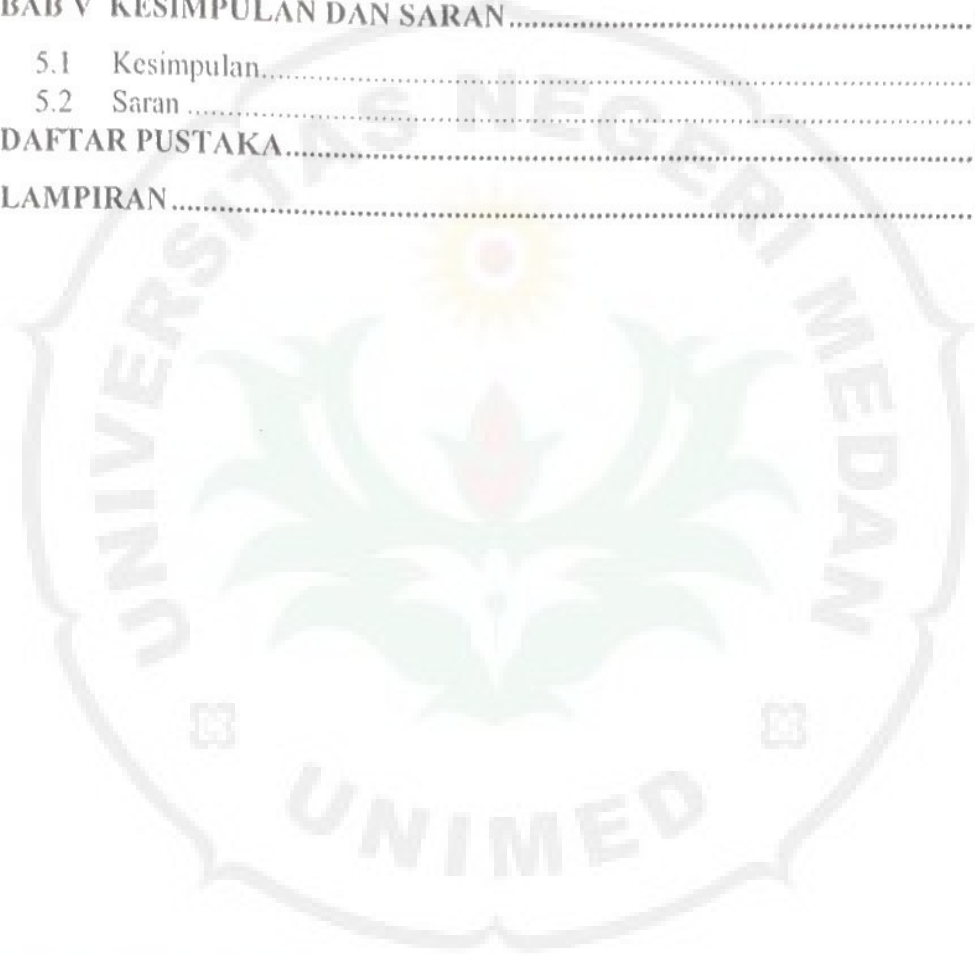 BAB V KESIMPULAN DAN SARAN........................................................
5.1 Kesimpulan........................................................................................
5.2 Saran ..................................................................................................
DAFTAR PUSTAKA.....................................................................................
LAMPIRAN...................................................................................................
UNIVERSITAS NEGERI MEDAN
UNIMED